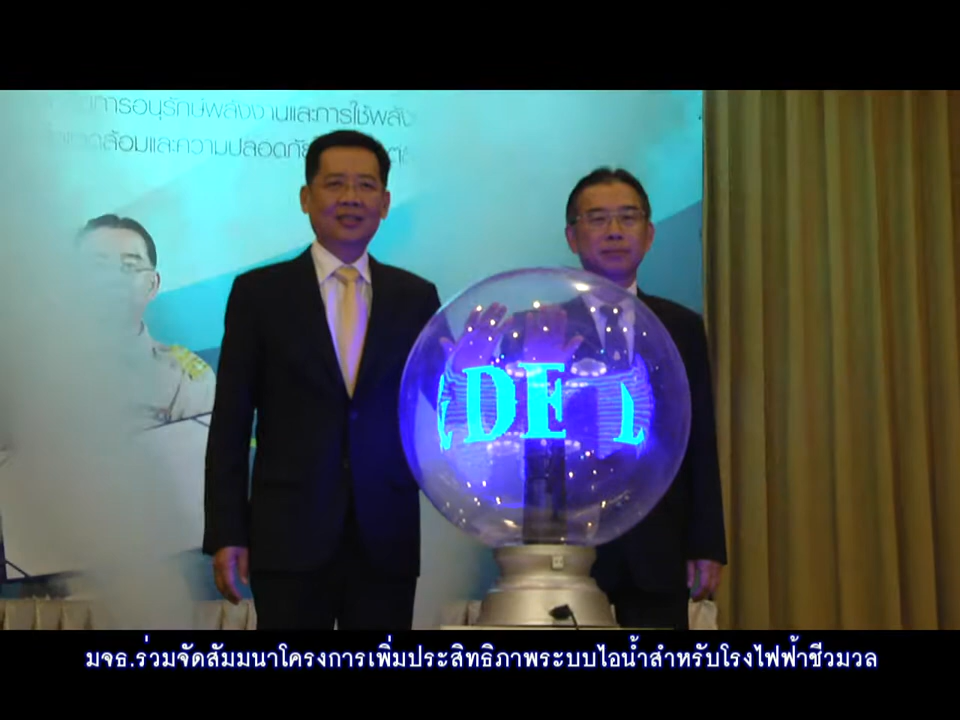 การอนุรักษ์พลังงานและการใช้พลัง
ล้อมและความปลอดภัย
DE
มจธ.ร่วมจัดสัมมนาโครงการเพิ่มประสิทธิภาพระบบไอน้ำสำหรับโรงไฟฟ้าชีวมวล